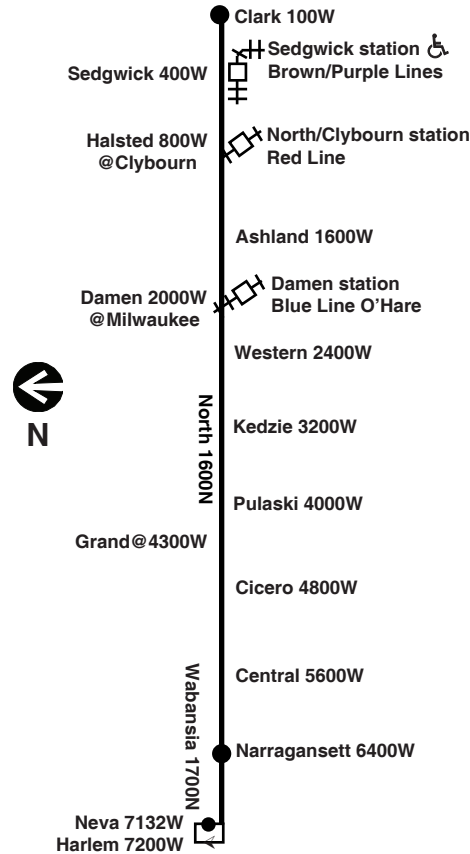 Clark 100W
Sedgwick station
Brown/Purple Lines
Sedgwick 400W
North/Clybourn station
Red Line
Halsted 800W
@Clybourn
Ashland 1600W
Damen station
Blue Line O’Hare
Damen 2000W
@Milwaukee
Western 2400W
N
North 1600N
Kedzie 3200W
Pulaski 4000W
Grand@4300W
Cicero 4800W
Central 5600W
Wabansia 1700N
Narragansett 6400W
Neva 7132W
Harlem 7200W